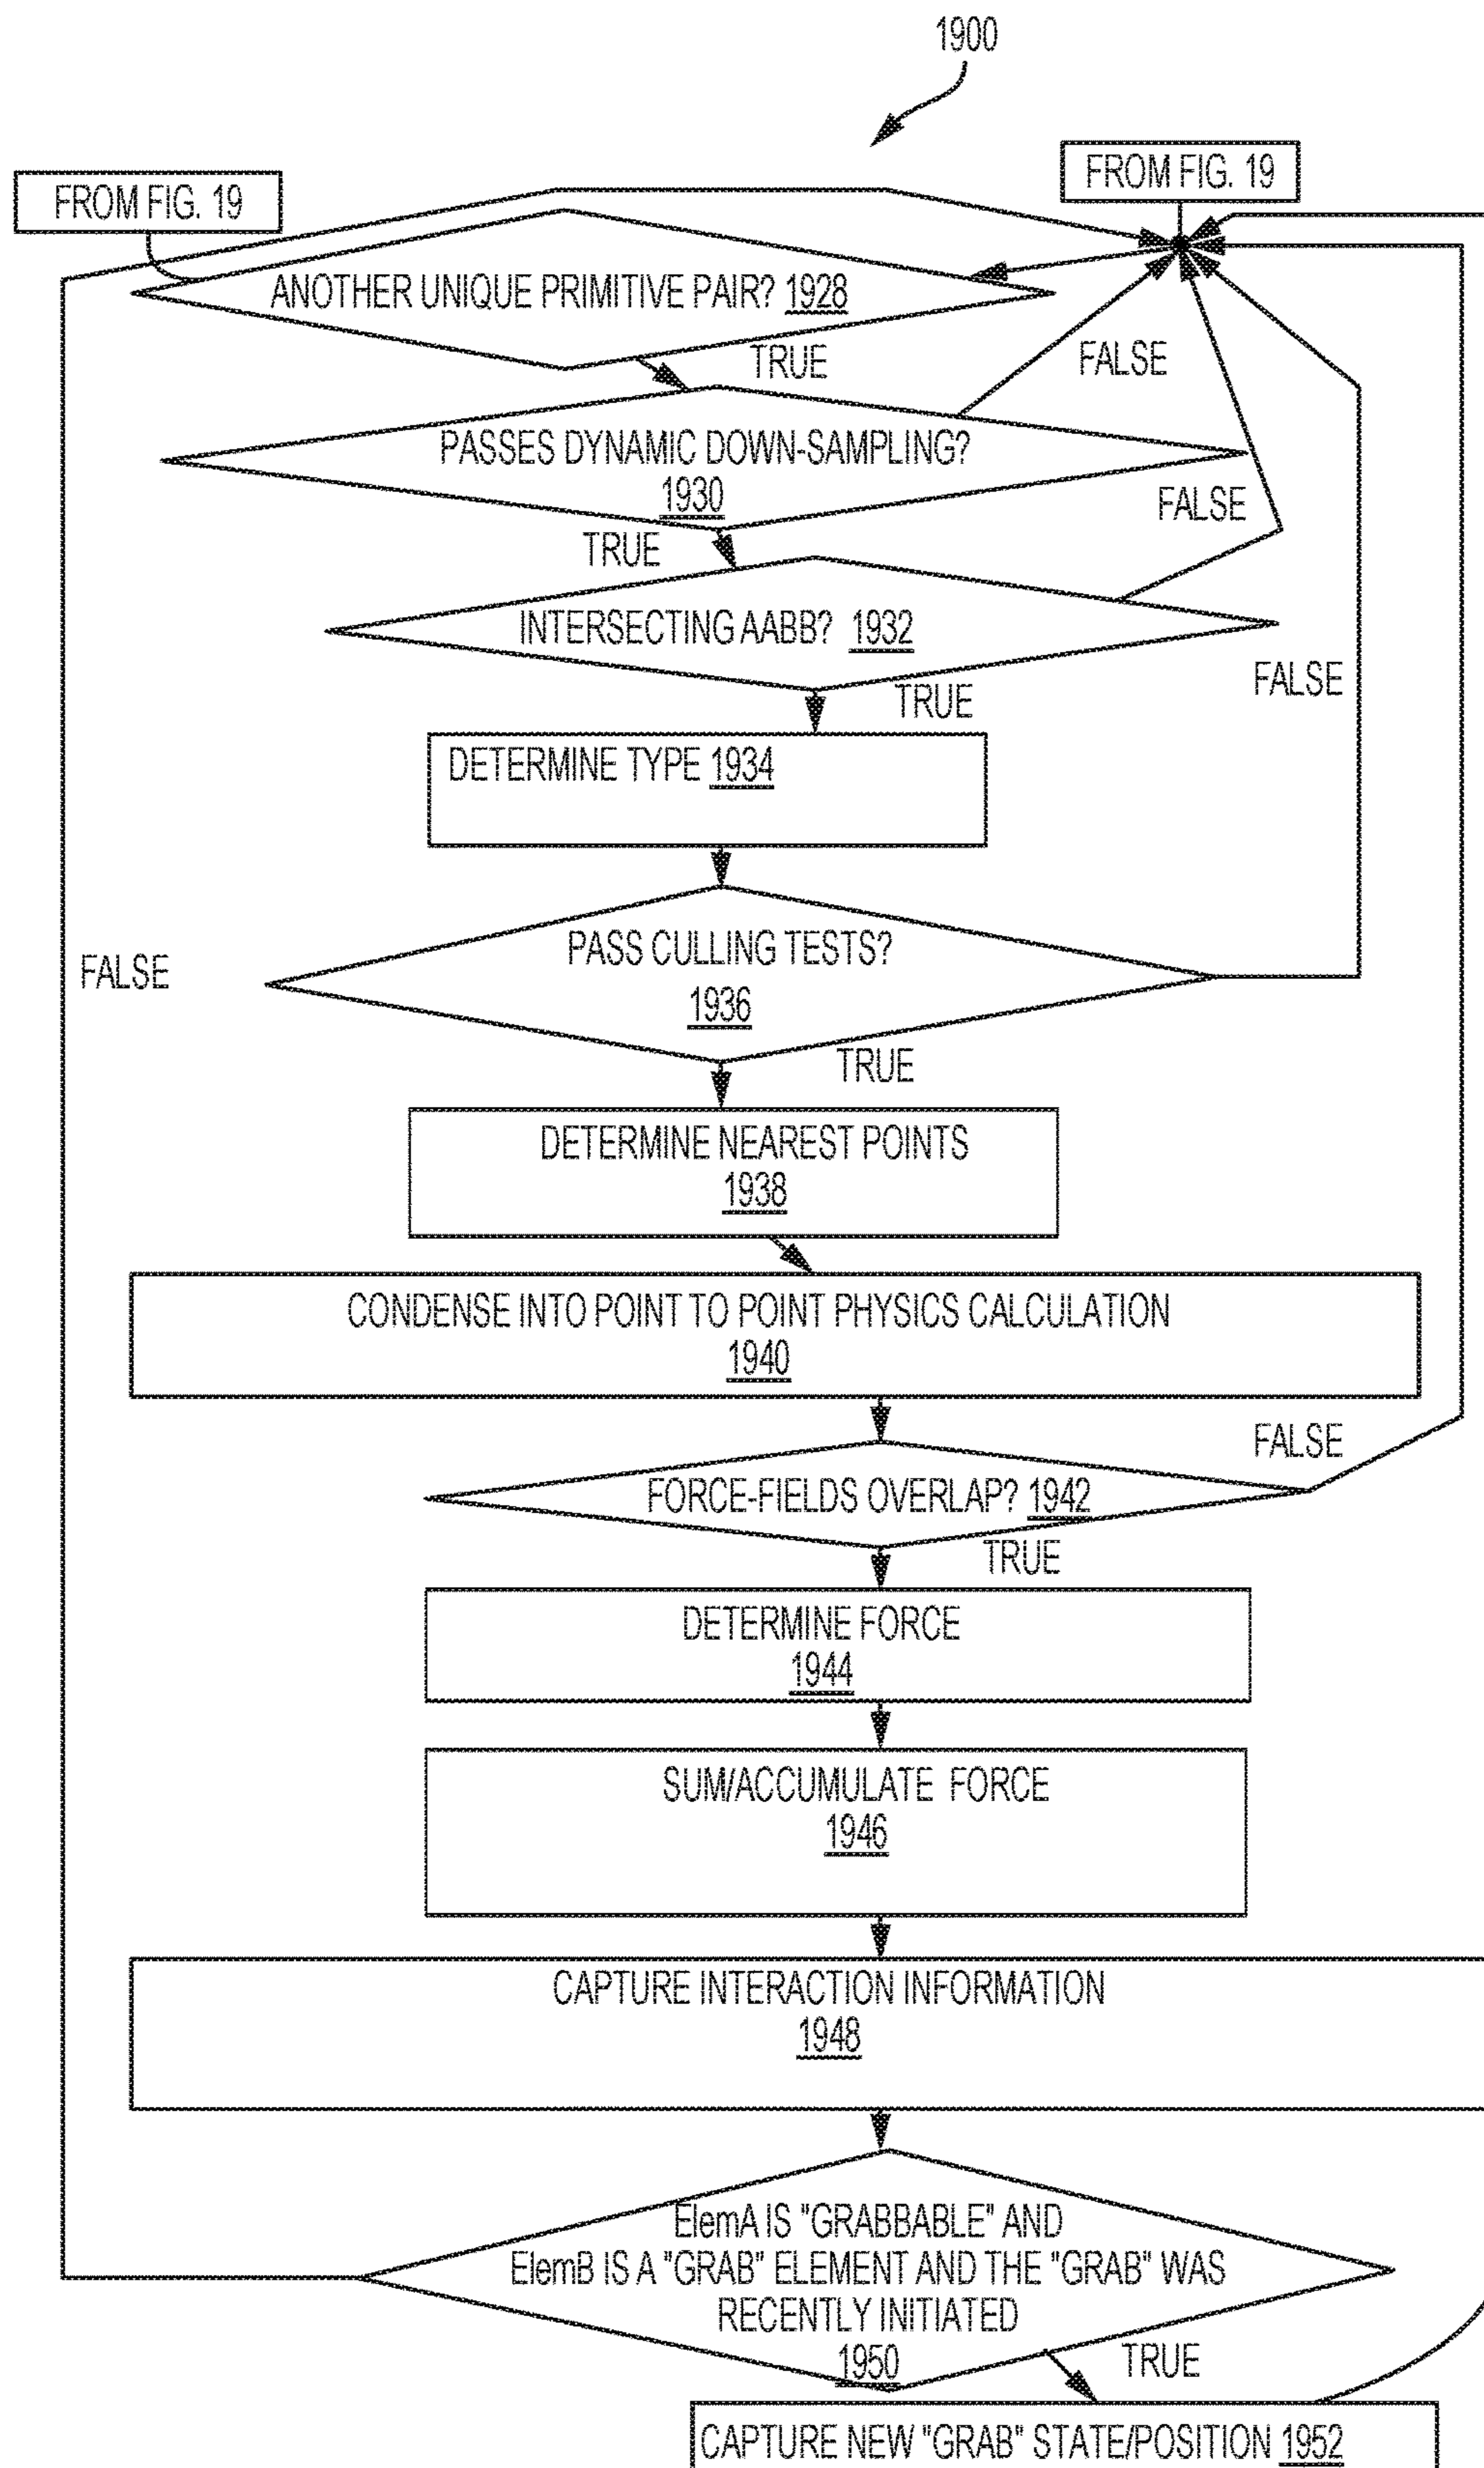 1900
FROM FIG. 19
FROM FIG. 19
ANOTHER UNIQUE PRIMITIVE PAIR? 1928
TRUE
FALSE
PASSES DYNAMIC DOWN-SAMPLING?
1930
FALSE
TRUE
INTERSECTING AABB? 1932
FALSE
TRUE
DETERMINE TYPE 1934
PASS CULLING TESTS?
FALSE
1936
TRUE
DETERMINE NEAREST POINTS
1938
CONDENSE INTO POINT TO POINT PHYSICS CALCULATION
1940
FALSE
FORCE-FIELDS OVERLAP? 1942
TRUE
DETERMINE FORCE
1944
SUM/ACCUMULATE FORCE
1946
CAPTURE INTERACTION INFORMATION
1948
ElemA IS "GRABBABLE" AND
ElemB IS A "GRAB" ELEMENT AND THE "GRAB" WAS
RECENTLY INITIATED
1950
TRUE
CAPTURE NEW "GRAB" STATE/POSITION 1952